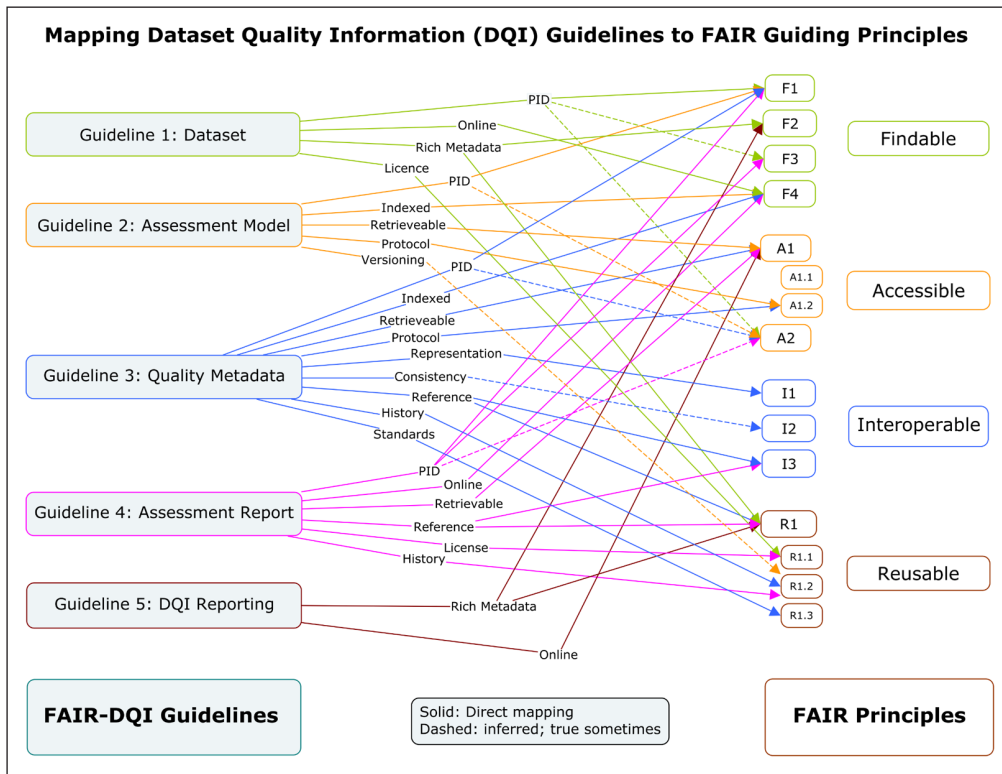 Mapping Dataset Quality Information (DQI) Guidelines to FAIR Guiding Principles
Guideline 1: Dataset
PID
Online
Rich Metadata
Licence
Guideline 2: Assessment Model
PID
Indexed
Retrieveable
Protocol
Versioning
Guideline 3: Quality Metadata
PID
Indexed
Retrieveable
Protocol
Representation
Consistency
Reference
History
Standards
Guideline 4: Assessment Report
PID
Online
Retrievable
Reference
License
History
Guideline 5: DQI Reporting
Rich Metadata
Online
F1
F2
F3
F4
Findable
A1
A1.1
A1.2
A2
Accessible
I1
I2
I3
Interoperable
R1
R1.1
R1.2
R1.3
Reusable
FAIR-DQI Guidelines
Solid: Direct mapping
Dashed: inferred; true sometimes
FAIR Principles